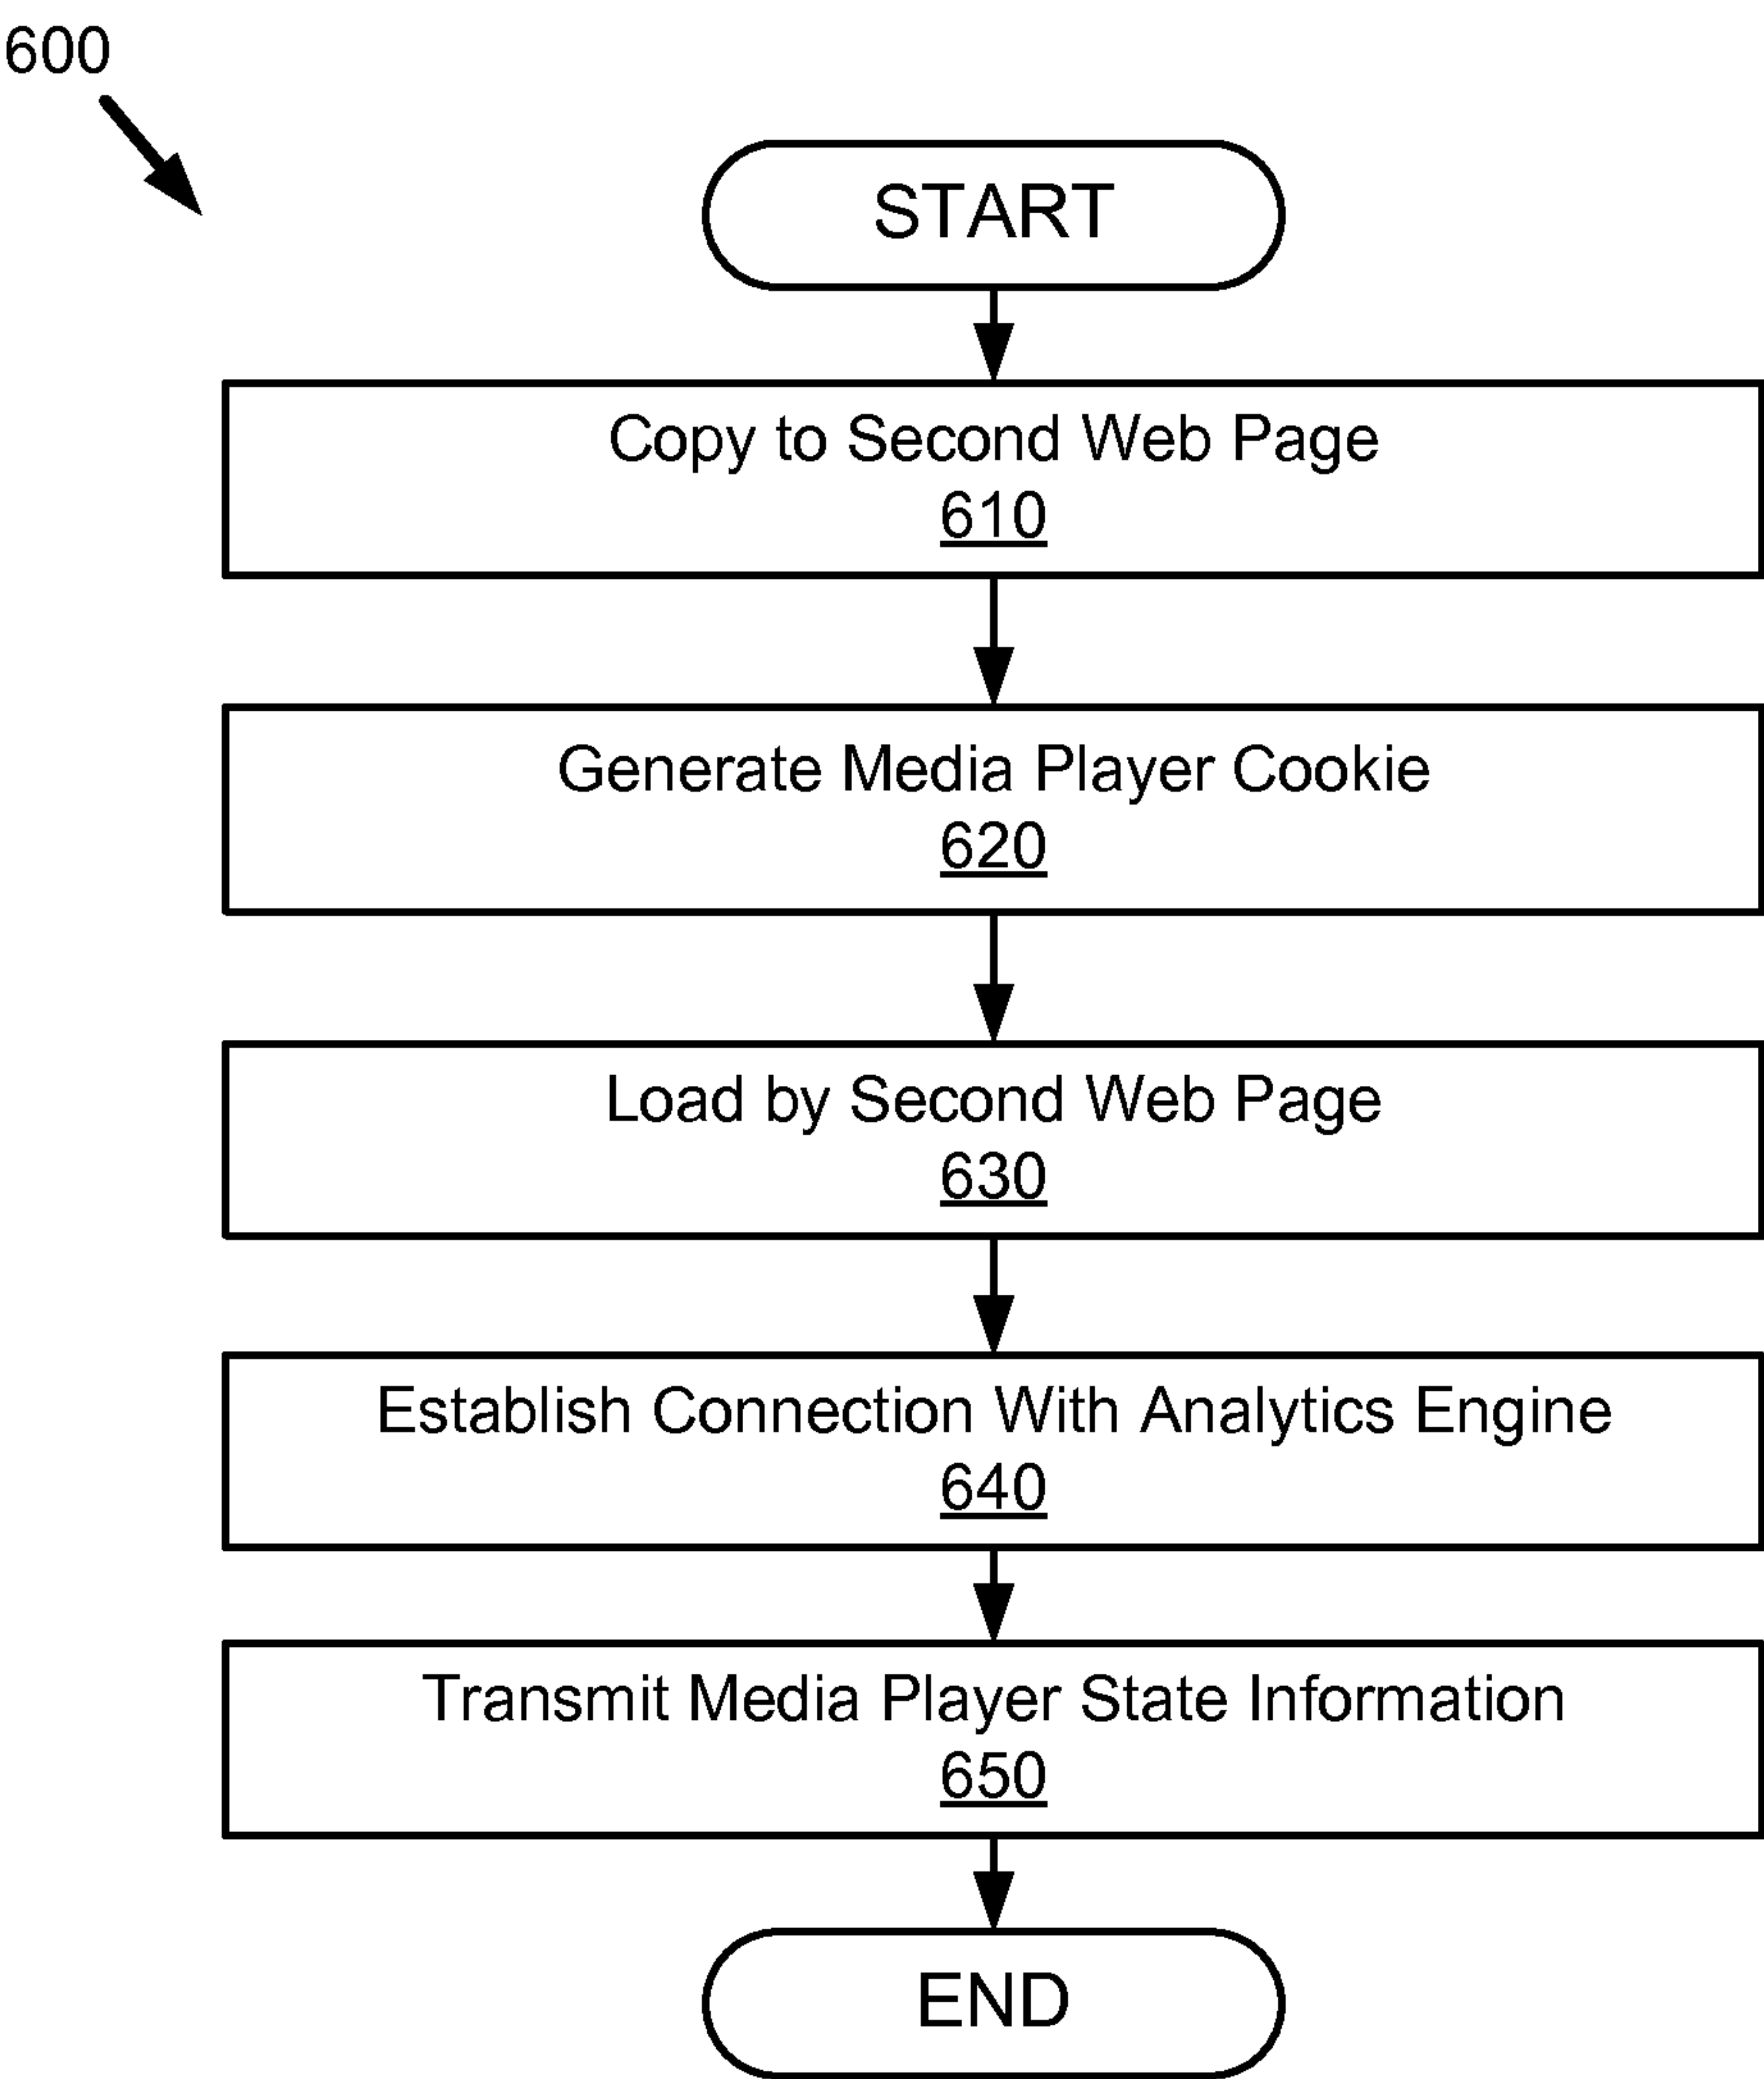 600
START
Copy to Second Web Page
610
Generate Media Player Cookie
620
Load by Second Web Page
630
Establish Connection With Analytics Engine
640
Transmit Media Player State Information
650
END